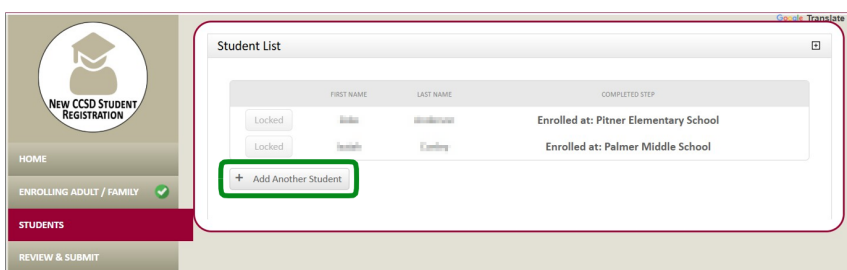 Google Translate
NEW CCSD STUDENT
REGISTRATION
HOME
ENROLLING ADULT / FAMILY
STUDENTS
REVIEW & SUBMIT
Student List
FIRST NAME LAST NAME COMPLETED STEP
Locked Enrolled at: Pitner Elementary School
Locked Enrolled at: Palmer Middle School
+ Add Another Student